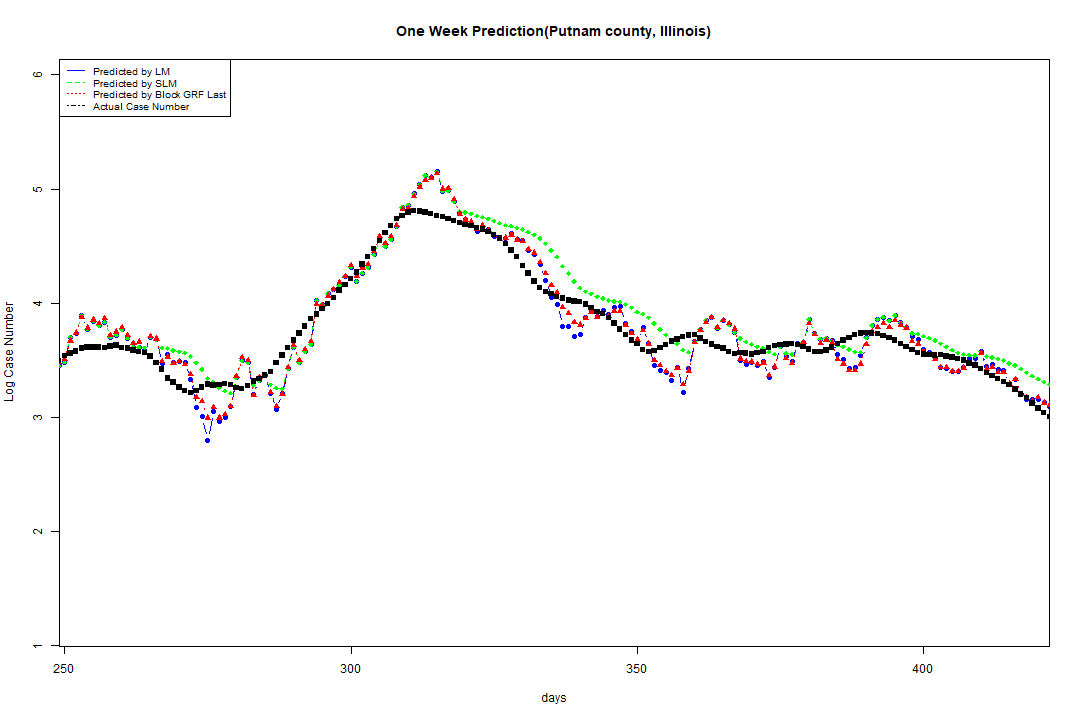 One Week Prediction(Putnam county, Illinois)
Predicted by LM
Predicted by SLM
Predicted by Block GRF Last
Actual Case Number
Log Case Number
6
5
4
3
2
1
250
300
350
400
days